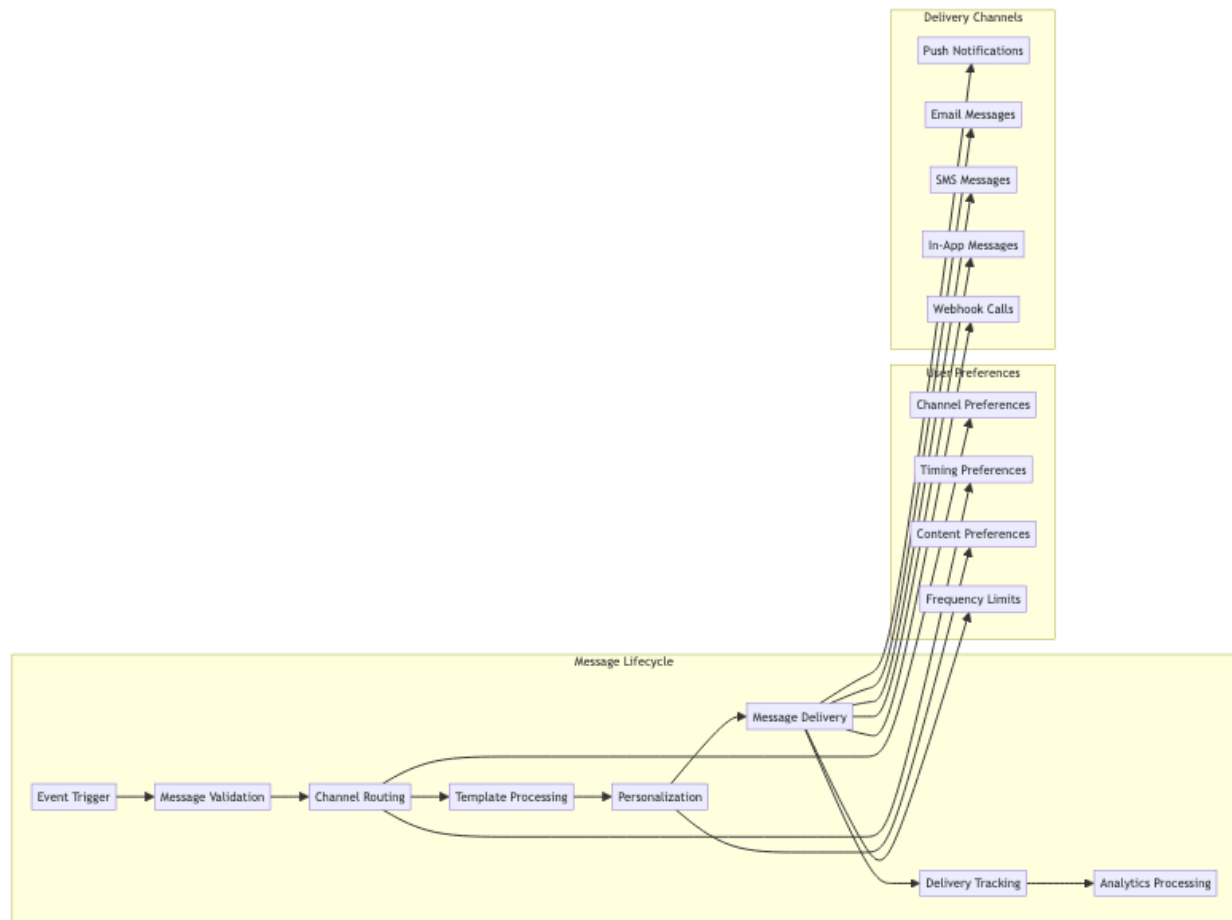 Delivery Channels
Push Notifications
Email Messages
SMS Messages
In-App Messages
Webhook Calls
User Preferences
Channel Preferences
Timing Preferences
Content Preferences
Frequency Limits
Message Lifecycle
Message Delivery
Event Trigger
Message Validation
Channel Routing
Template Processing
Personalization
Delivery Tracking
Analytics Processing